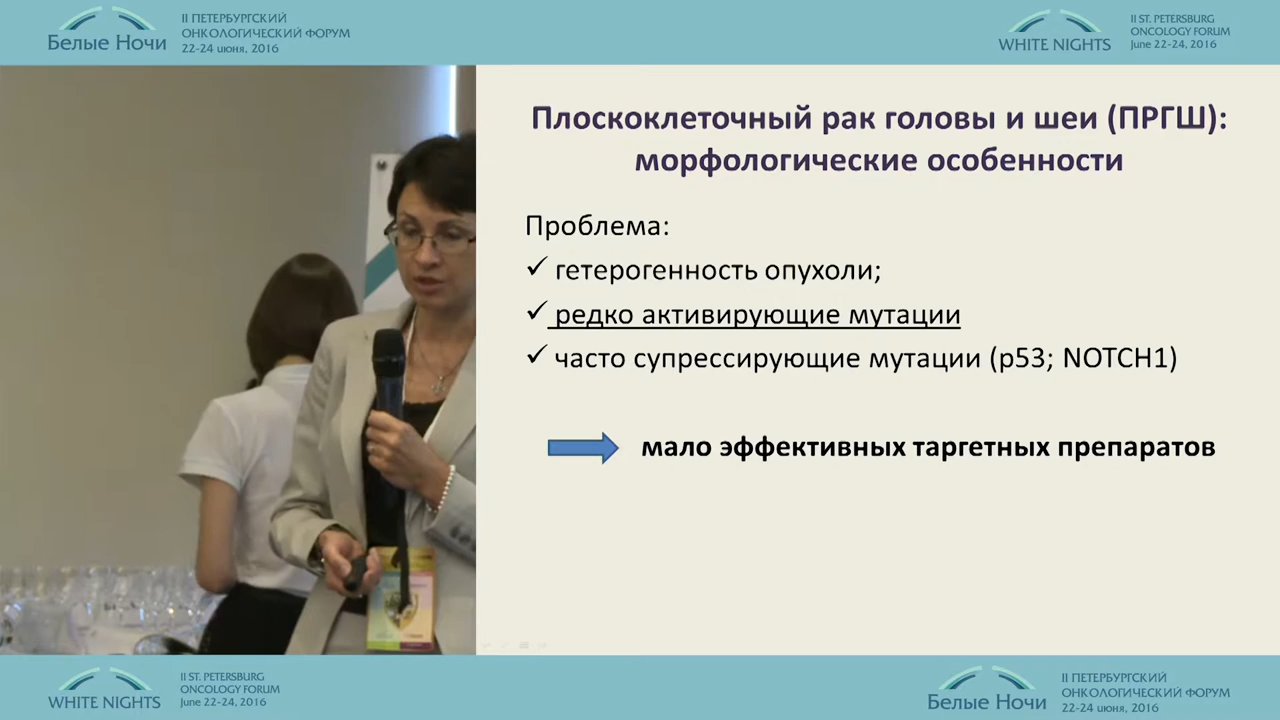 II ПЕТЕРБУРГСКИЙ
ОНКОЛОГИЧЕСКИЙ ФОРУМ
Белые Ночи
22-24 июня, 2016
II ST. PETERSBURG
ONCOLOGY FORUM
WHITE NIGHTS
June 22-24, 2016
Плоскоклеточный рак головы и шеи (ПРГШ):
морфологические особенности
Проблема:
✓ гетерогенность опухоли;
✓ редко активирующие мутации
✓ часто супрессирующие мутации (p53; NOTCH1)
мало эффективных таргетных препаратов
II ST. PETERSBURG
ONCOLOGY FORUM
WHITE NIGHTS
June 22-24, 2016
II ПЕТЕРБУРГСКИЙ
ОНКОЛОГИЧЕСКИЙ ФОРУМ
Белые Ночи
22-24 июня, 2016